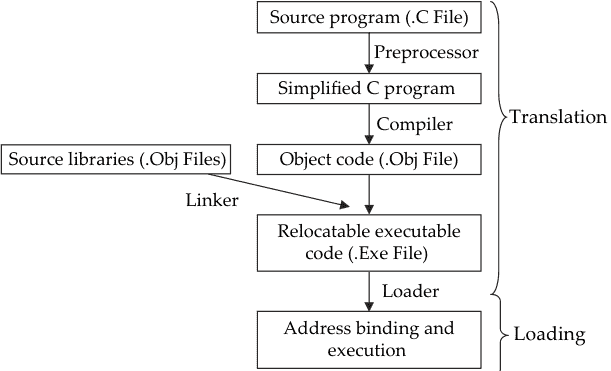 Source program (.C File)
Preprocessor
Simplified C program
Translation
Compiler
Source libraries (.Obj Files)
Object code (.Obj File)
Linker
Relocatable executable
code (.Exe File)
Loader
Address binding and
execution
Loading